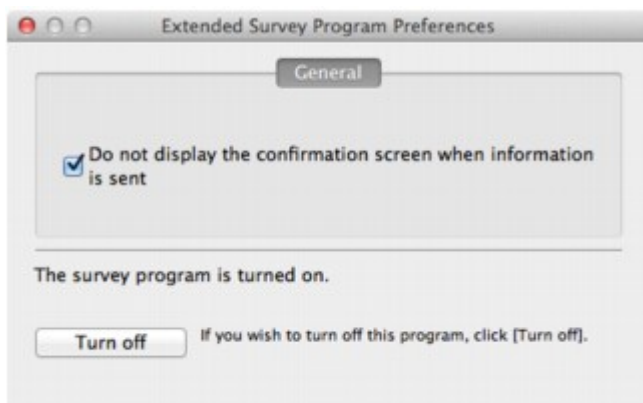 Extended Survey Program Preferences
General
Do not display the confirmation screen when information
is sent
The survey program is turned on.
Turn off
If you wish to turn off this program, click [Turn off].